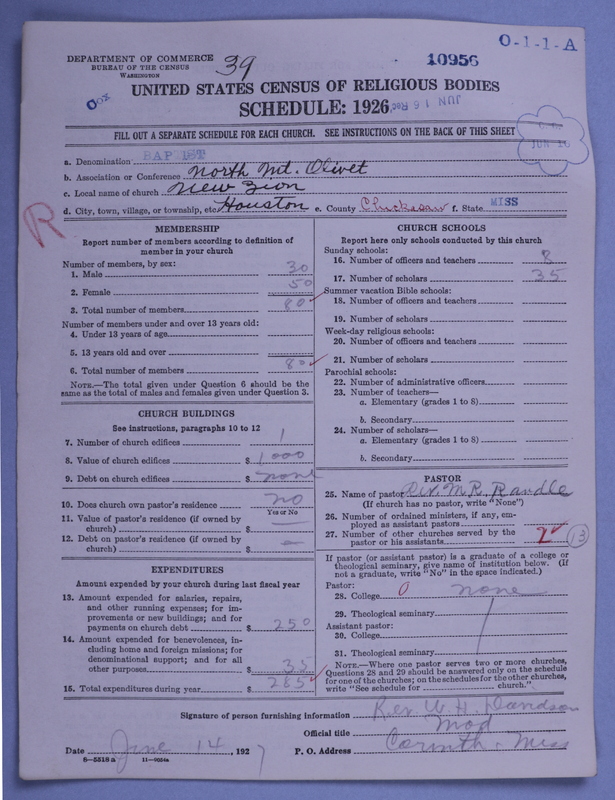 O-1-1-A
DEPARTMENT OF COMMERCE
BUREAU OF THE CENSUS
WASHINGTON
39
10956
UNITED STATES CENSUS OF RELIGIOUS BODIES
SCHEDULE: 1926
JUN 16 Rec
FILL OUT A SEPARATE SCHEDULE FOR EACH CHURCH. SEE INSTRUCTIONS ON THE BACK OF THIS SHEET
JUN 16
a. Denomination BAPTIST
b. Association or Conference North Mt. Olivet
c. Local name of church New Zion
d. City, town, village, or township, etc. Houston e. County Chickasaw f. State MISS
R
MEMBERSHIP
Report number of members according to definition of member in your church
Number of members, by sex:
1. Male 30
2. Female 50
3. Total number of members 80
Number of members under and over 13 years old:
4. Under 13 years of age
5. 13 years old and over
6. Total number of members 80
NOTE.—The total given under Question 6 should be the same as the total of males and females given under Question 3.
CHURCH BUILDINGS
See instructions, paragraphs 10 to 12
7. Number of church edifices 1
8. Value of church edifices $ 1000
9. Debt on church edifices $ none
10. Does church own pastor's residence no
Yes or No
11. Value of pastor's residence (if owned by church) $ —
12. Debt on pastor's residence (if owned by church) $ —
EXPENDITURES
Amount expended by your church during last fiscal year
13. Amount expended for salaries, repairs, and other running expenses; for improvements or new buildings; and for payments on church debt $ 250
14. Amount expended for benevolences, including home and foreign missions; for denominational support; and for all other purposes $ 35
15. Total expenditures during year $ 285
CHURCH SCHOOLS
Report here only schools conducted by this church
Sunday schools:
16. Number of officers and teachers 8
17. Number of scholars 35
Summer vacation Bible schools:
18. Number of officers and teachers
19. Number of scholars
Week-day religious schools:
20. Number of officers and teachers
21. Number of scholars
Parochial schools:
22. Number of administrative officers
23. Number of teachers—
a. Elementary (grades 1 to 8)
b. Secondary
24. Number of scholars—
a. Elementary (grades 1 to 8)
b. Secondary
PASTOR
25. Name of pastor Rev. M. R. Randle
(If church has no pastor, write "None")
26. Number of ordained ministers, if any, employed as assistant pastors
27. Number of other churches served by the pastor or his assistants 2 13
If pastor (or assistant pastor) is a graduate of a college or theological seminary, give name of institution below. (If not a graduate, write "No" in the space indicated.)
Pastor:
28. College 0 none
29. Theological seminary
Assistant pastor:
30. College
31. Theological seminary
NOTE.—Where one pastor serves two or more churches, Questions 28 and 29 should be answered only on the schedule for one of the churches; on the schedules for the other churches, write "See schedule for church."
Signature of person furnishing information Rev. W. H. Davidson
Official title Mod
Date June 14, 1927 P. O. Address Corinth, Miss
8—5518a 11—9054a